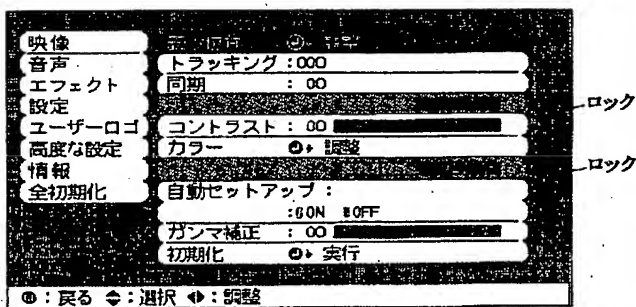 映像
音声
エフェクト
設定
ユーザーロゴ
高度な設定
情報
全初期化
トラッキング:000
同期 : 00
ロック
コントラスト : 00
カラー 調整
ロック
自動セットアップ :
ON OFF
ガンマ補正 : 00
初期化 実行
:戻る :選択 :調整